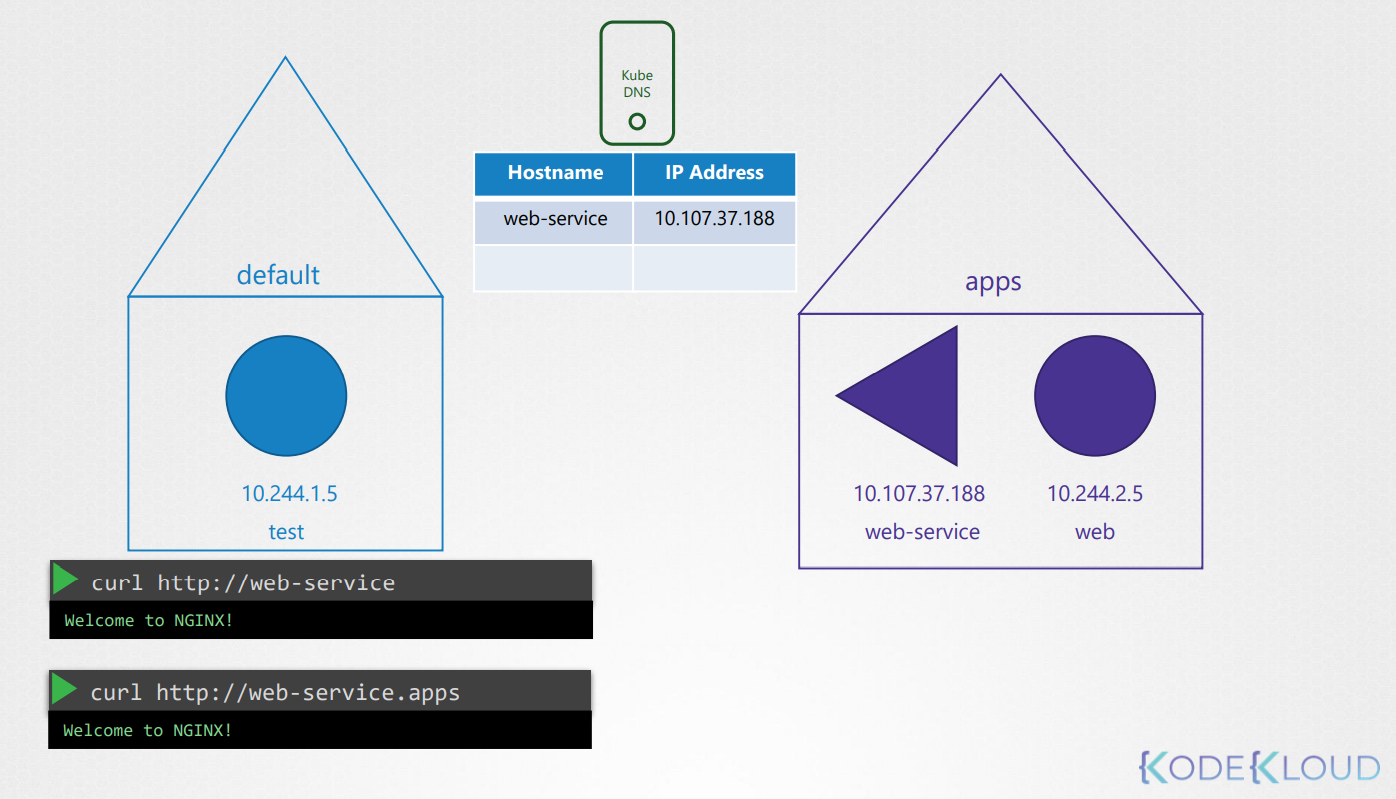 Kube
DNS
Hostname IP Address
web-service 10.107.37.188
default
apps
10.244.1.5
test
10.107.37.188 10.244.2.5
web-service web
curl http://web-service
Welcome to NGINX!
curl http://web-service.apps
Welcome to NGINX!
{KODE{KLOUD